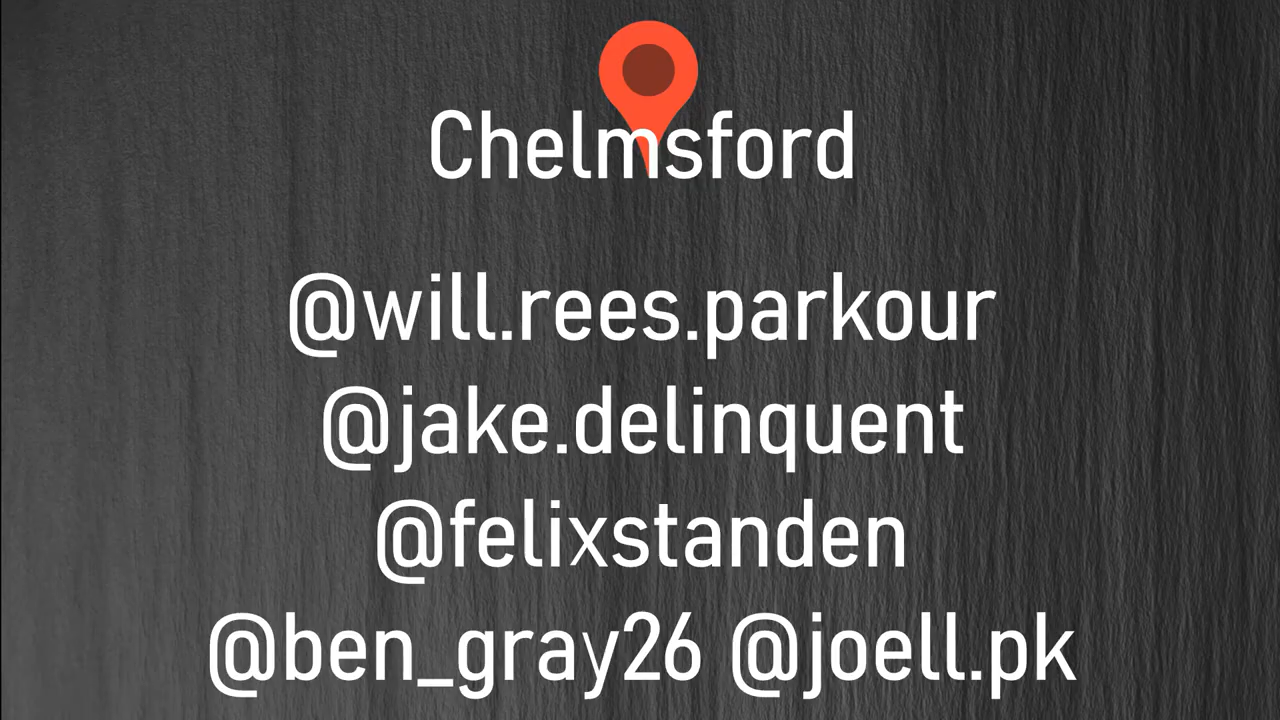 Chelmsford
@will.rees.parkour
@jake.delinquent
@felixstanden
@ben_gray26 @joell.pk